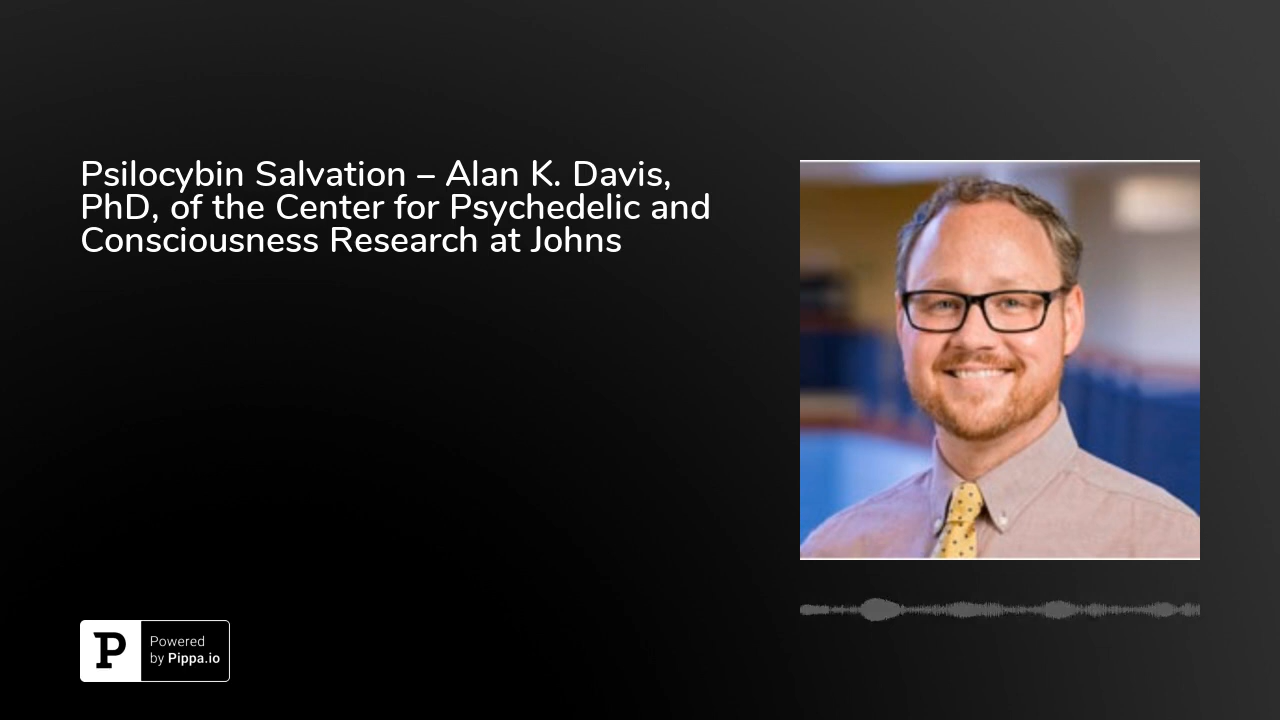 Psilocybin Salvation – Alan K. Davis,
PhD, of the Center for Psychedelic and
Consciousness Research at Johns
P
Powered
by Pippa.io